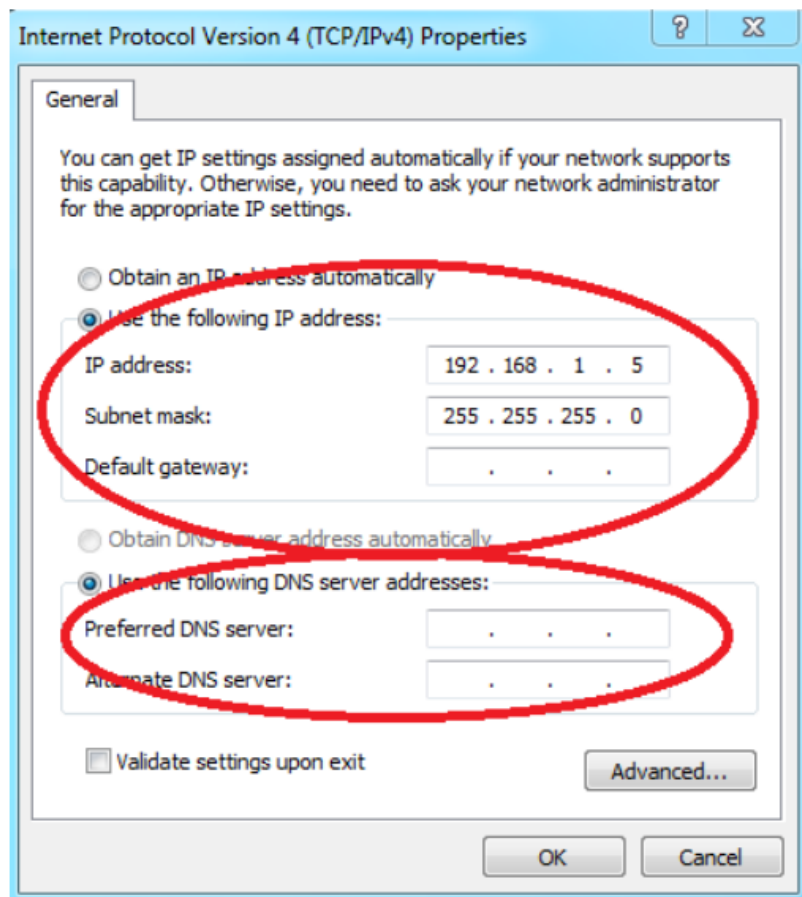 Internet Protocol Version 4 (TCP/IPv4) Properties
General
You can get IP settings assigned automatically if your network supports
this capability. Otherwise, you need to ask your network administrator
for the appropriate IP settings.
Obtain an IP address automatically
Use the following IP address:
IP address: 192 . 168 . 1 . 5
Subnet mask: 255 . 255 . 255 . 0
Default gateway: . . .
Obtain DNS server address automatically
Use the following DNS server addresses:
Preferred DNS server: . . .
Alternate DNS server: . . .
Validate settings upon exit
Advanced...
OK Cancel